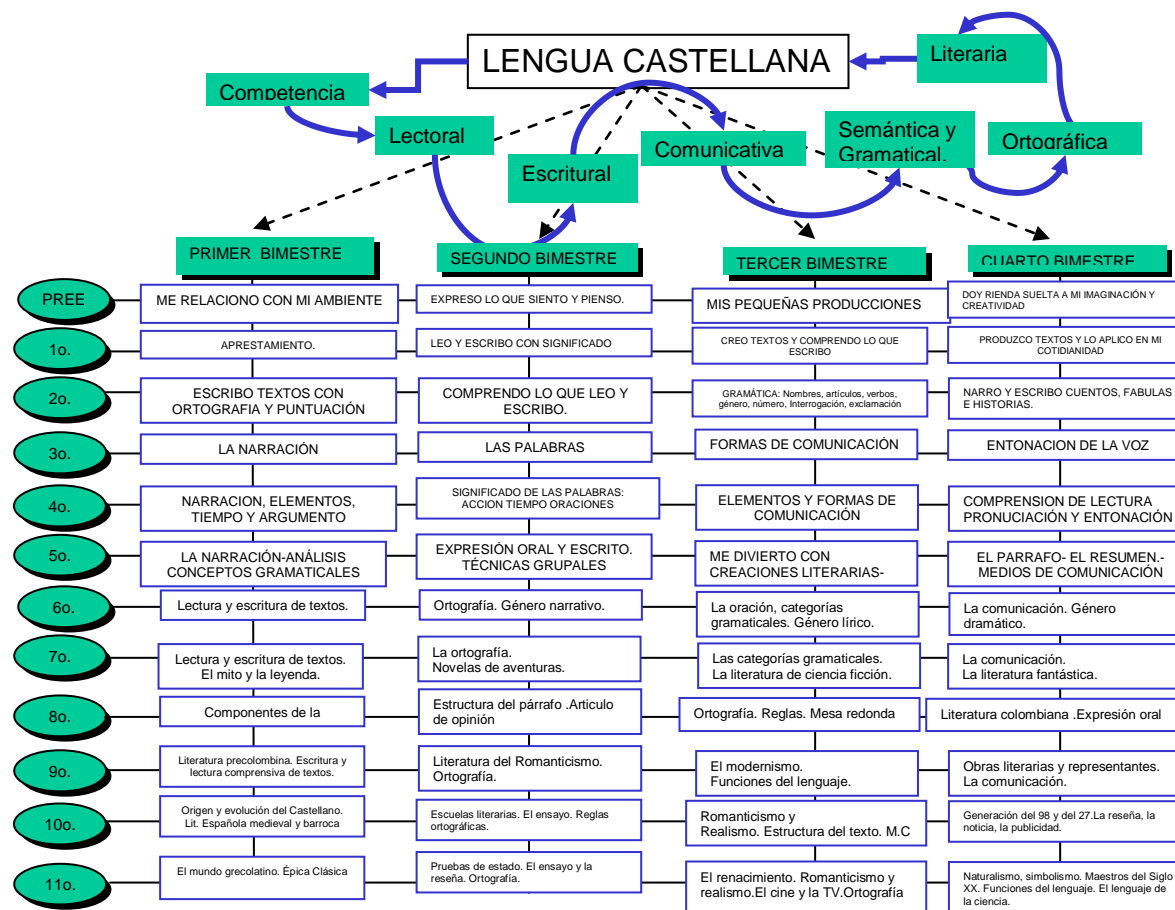 LENGUA CASTELLANA
Literaria
Competencia
Lectoral
Escritural
Comunicativa
Semántica y
Gramatical.
Ortográfica
PRIMER BIMESTRE
SEGUNDO BIMESTRE
TERCER BIMESTRE
CUARTO BIMESTRE
PREE
ME RELACIONO CON MI AMBIENTE
EXPRESO LO QUE SIENTO Y PIENSO.
MIS PEQUEÑAS PRODUCCIONES
DOY RIENDA SUELTA A MI IMAGINACIÓN Y
CREATIVIDAD
1o.
APRESTAMIENTO.
LEO Y ESCRIBO CON SIGNIFICADO
CREO TEXTOS Y COMPRENDO LO QUE
ESCRIBO
PRODUZCO TEXTOS Y LO APLICO EN MI
COTIDIANIDAD
2o.
ESCRIBO TEXTOS CON
ORTOGRAFIA Y PUNTUACIÓN
COMPRENDO LO QUE LEO Y
ESCRIBO.
GRAMÁTICA: Nombres, artículos, verbos,
género, número, Interrogación, exclamación
NARRO Y ESCRIBO CUENTOS, FABULAS
E HISTORIAS.
3o.
LA NARRACIÓN
LAS PALABRAS
FORMAS DE COMUNICACIÓN
ENTONACION DE LA VOZ
4o.
NARRACION, ELEMENTOS,
TIEMPO Y ARGUMENTO
SIGNIFICADO DE LAS PALABRAS:
ACCION TIEMPO ORACIONES
ELEMENTOS Y FORMAS DE
COMUNICACIÓN
COMPRENSION DE LECTURA
PRONUCIACIÓN Y ENTONACIÓN
5o.
LA NARRACIÓN-ANÁLISIS
CONCEPTOS GRAMATICALES
EXPRESIÓN ORAL Y ESCRITO.
TÉCNICAS GRUPALES
ME DIVIERTO CON
CREACIONES LITERARIAS-
EL PARRAFO- EL RESUMEN.-
MEDIOS DE COMUNICACIÓN
6o.
Lectura y escritura de textos.
Ortografía. Género narrativo.
La oración, categorías
gramaticales. Género lírico.
La comunicación. Género
dramático.
7o.
Lectura y escritura de textos.
El mito y la leyenda.
La ortografía.
Novelas de aventuras.
Las categorías gramaticales.
La literatura de ciencia ficción.
La comunicación.
La literatura fantástica.
8o.
Componentes de la
Estructura del párrafo .Articulo
de opinión
Ortografía. Reglas. Mesa redonda
Literatura colombiana .Expresión oral
9o.
Literatura precolombina. Escritura y
lectura comprensiva de textos.
Literatura del Romanticismo.
Ortografía.
El modernismo.
Funciones del lenguaje.
Obras literarias y representantes.
La comunicación.
10o.
Origen y evolución del Castellano.
Lit. Española medieval y barroca
Escuelas literarias. El ensayo. Reglas
ortográficas.
Romanticismo y
Realismo. Estructura del texto. M.C
Generación del 98 y del 27.La reseña, la
noticia, la publicidad.
11o.
El mundo grecolatino. Épica Clásica
Pruebas de estado. El ensayo y la
reseña. Ortografía.
El renacimiento. Romanticismo y
realismo.El cine y la TV.Ortografía
Naturalismo, simbolismo. Maestros del Siglo
XX. Funciones del lenguaje. El lenguaje de
la ciencia.